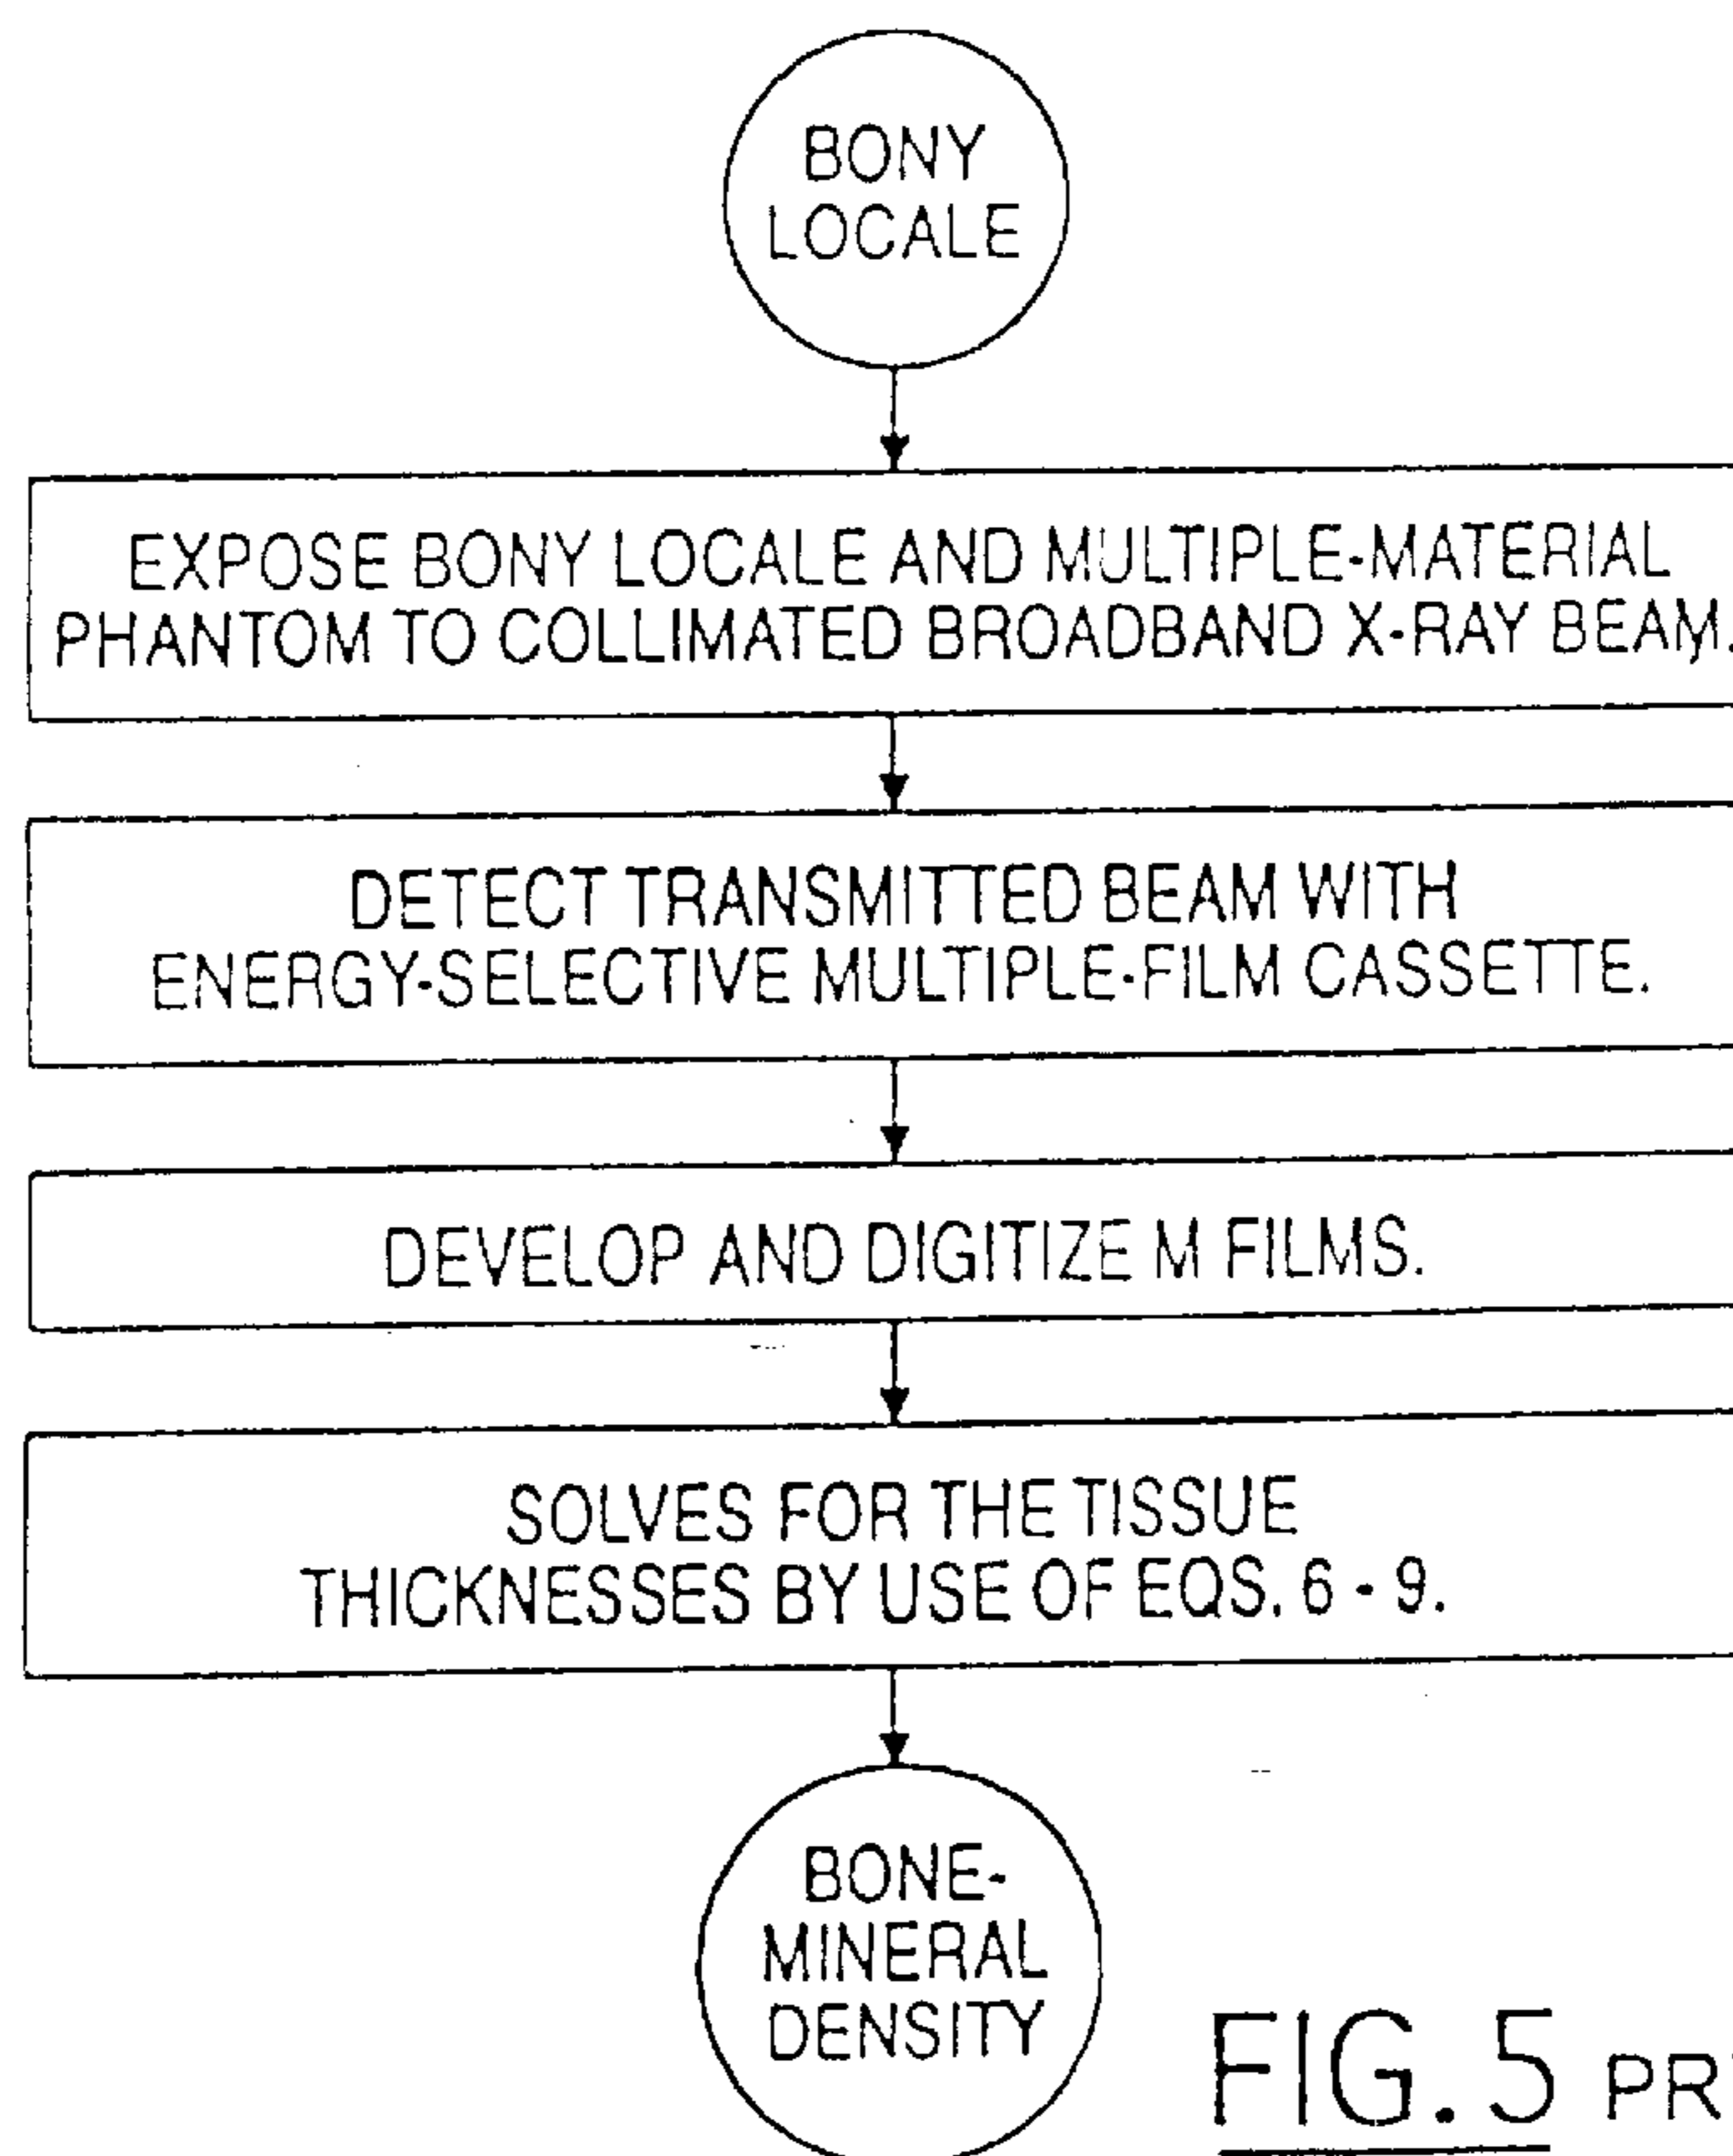 BONY
LOCALE
EXPOSE BONY LOCALE AND MULTIPLE-MATERIAL
PHANTOM TO COLLIMATED BROADBAND X-RAY BEAM.
DETECT TRANSMITTED BEAM WITH
ENERGY-SELECTIVE MULTIPLE-FILM CASSETTE.
DEVELOP AND DIGITIZE M FILMS.
SOLVES FOR THE TISSUE
THICKNESSES BY USE OF EQS. 6 - 9.
BONE-
MINERAL
DENSITY
FIG. 5